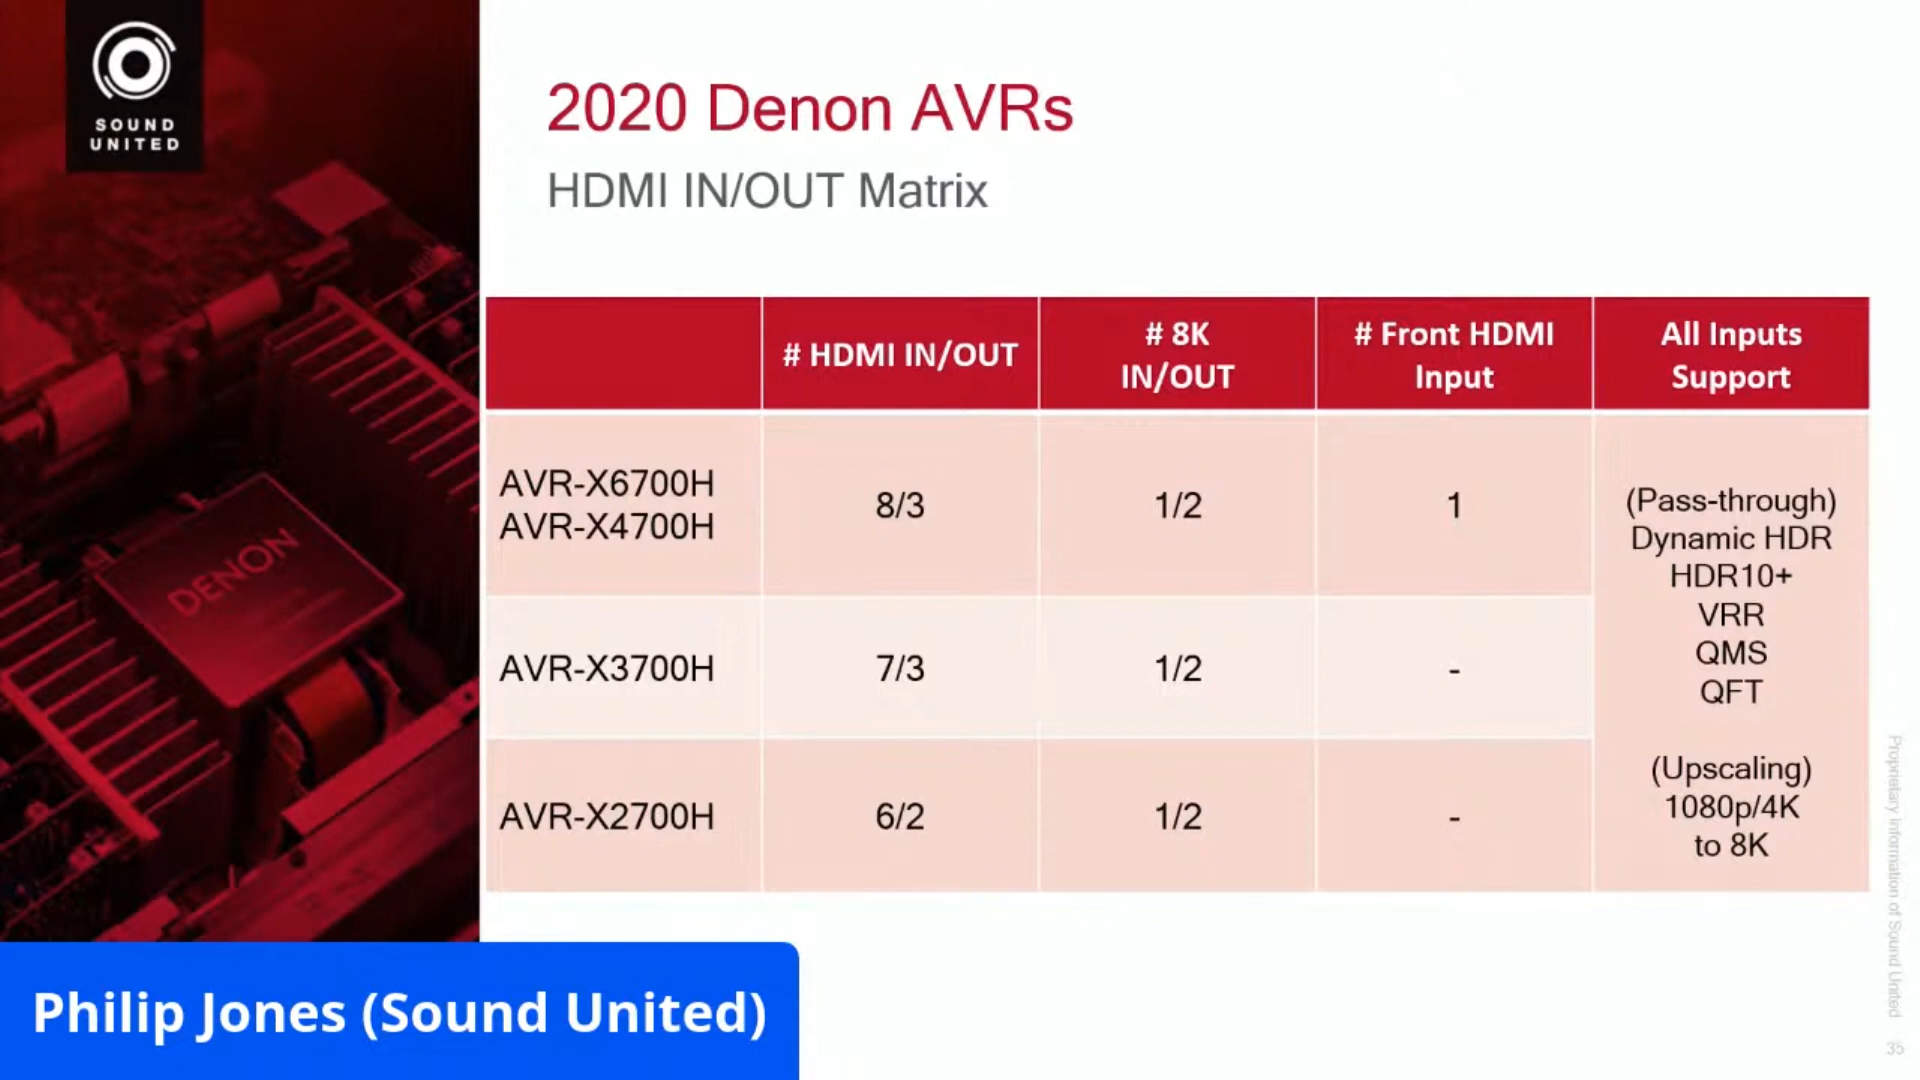 SOUND
UNITED
2020 Denon AVRs
HDMI IN/OUT Matrix
# HDMI IN/OUT
# 8K
IN/OUT
# Front HDMI
Input
All Inputs
Support
AVR-X6700H
AVR-X4700H
8/3
1/2
1
AVR-X3700H
7/3
1/2
-
AVR-X2700H
6/2
1/2
-
(Pass-through)
Dynamic HDR
HDR10+
VRR
QMS
QFT
(Upscaling)
1080p/4K
to 8K
DENON
Proprietary Information of Sound United
35
Philip Jones (Sound United)